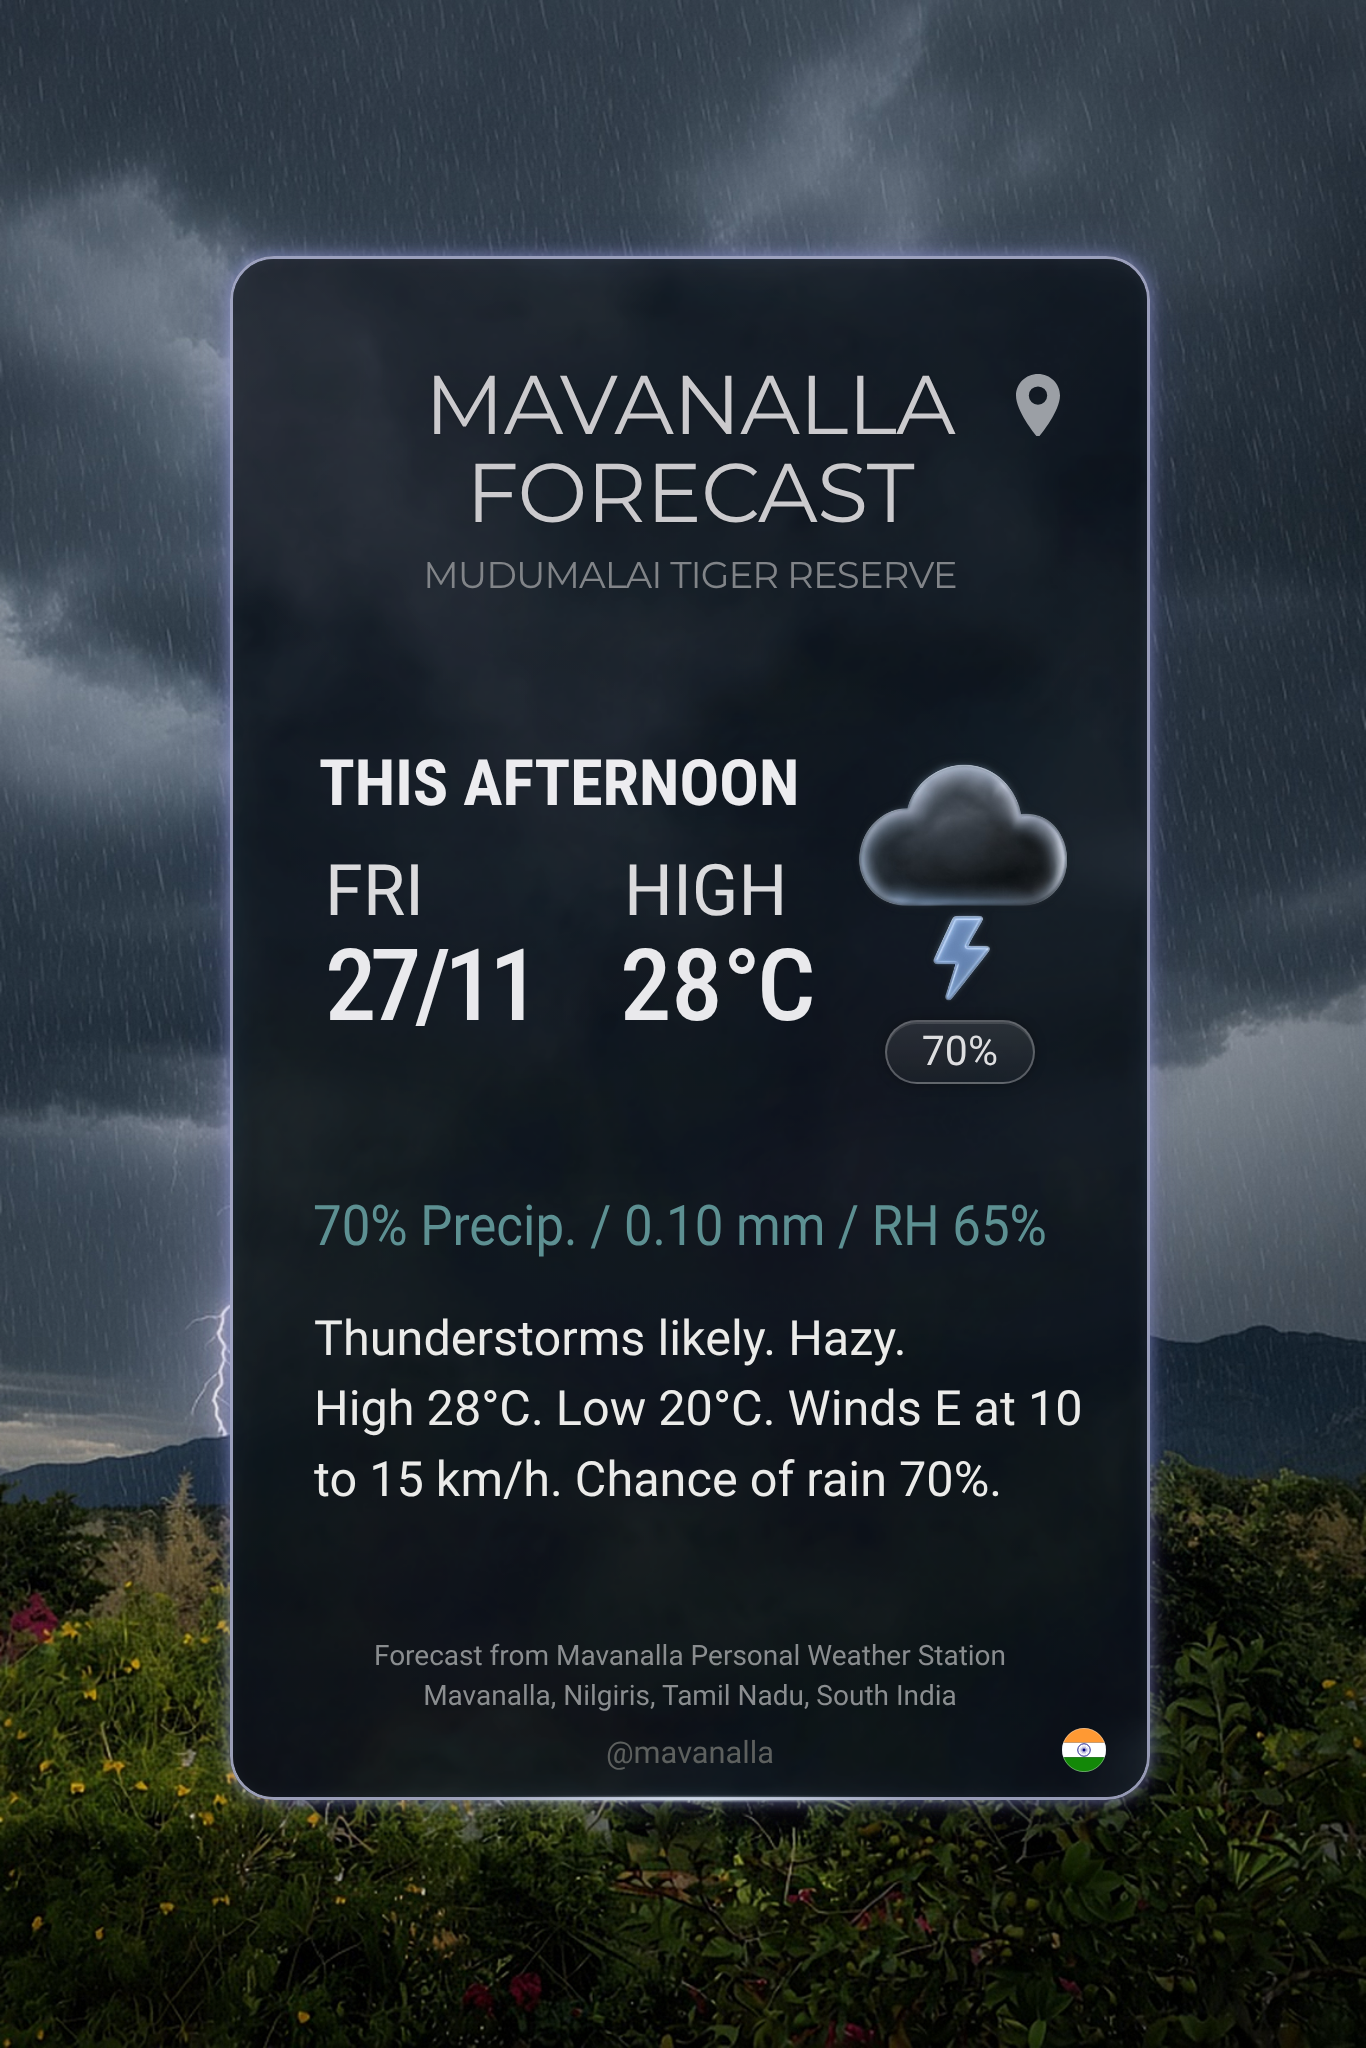 MAVANALLA
FORECAST
MUDUMALAI TIGER RESERVE
THIS AFTERNOON
FRI
27/11
HIGH
28°C
70%
70% Precip. / 0.10 mm / RH 65%
Thunderstorms likely. Hazy.
High 28°C. Low 20°C. Winds E at 10
to 15 km/h. Chance of rain 70%.
Forecast from Mavanalla Personal Weather Station
Mavanalla, Nilgiris, Tamil Nadu, South India
@mavanalla